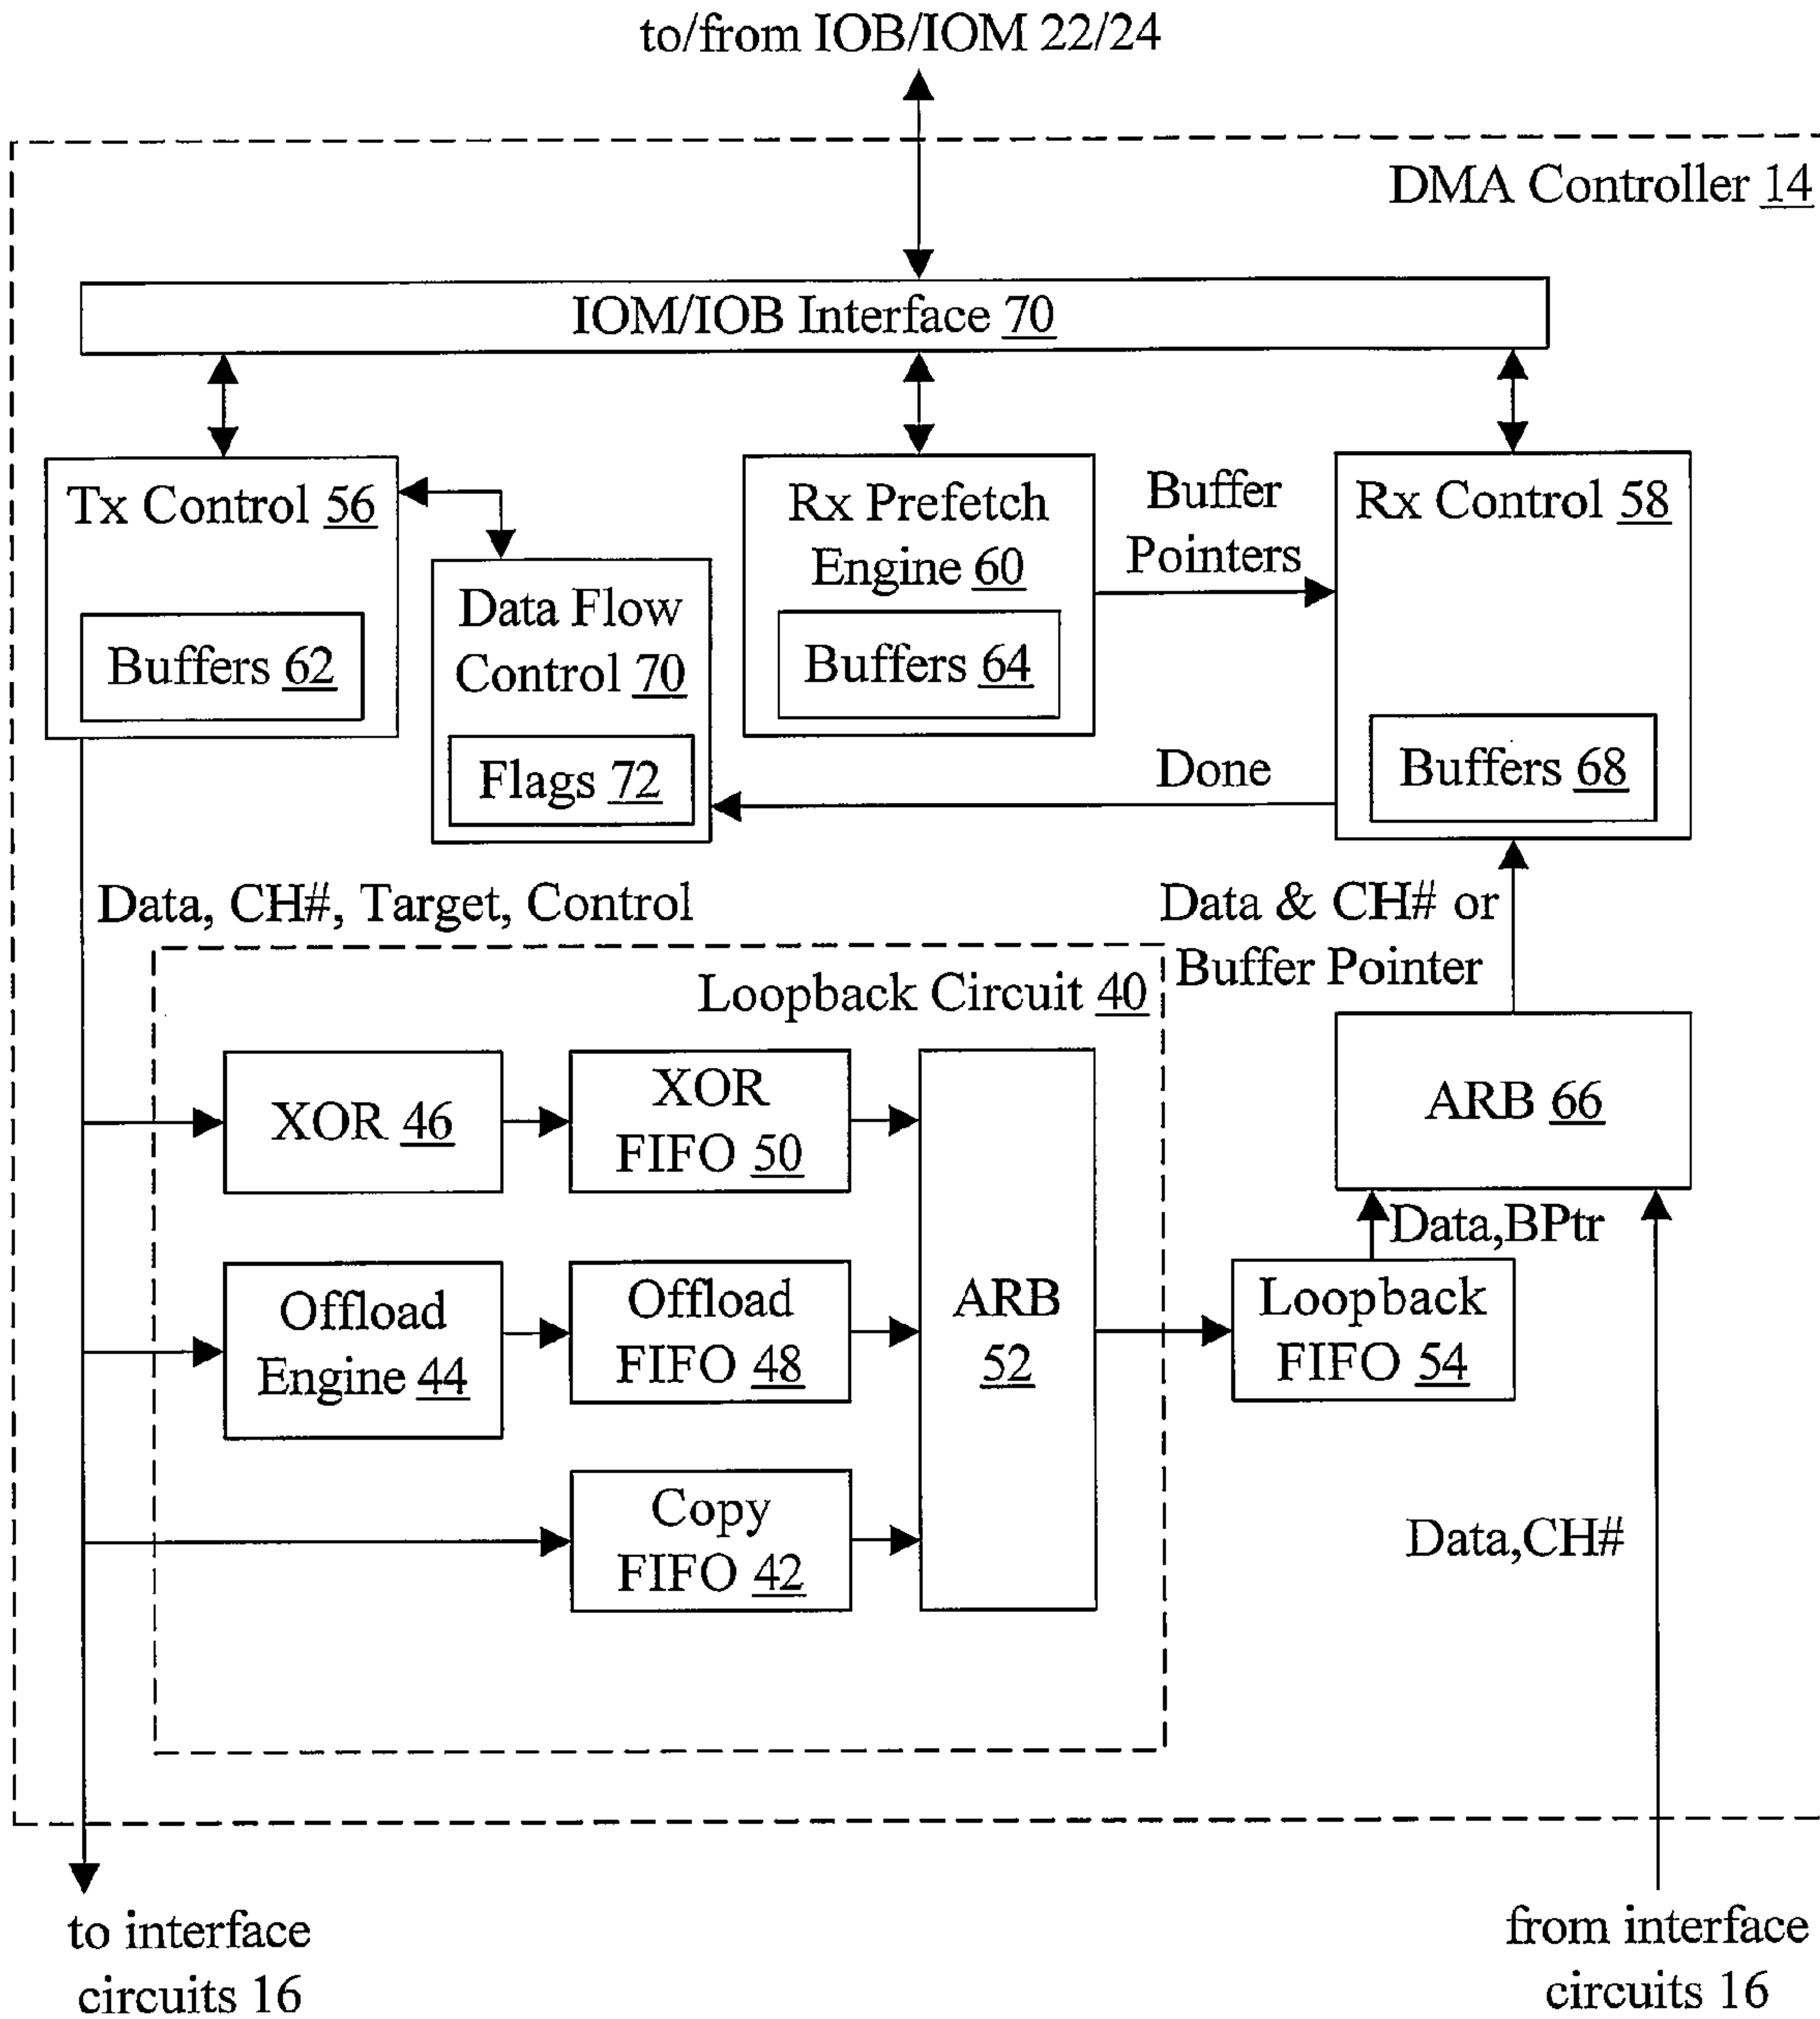 to/from IOB/IOM 22/24
DMA Controller 14
IOM/IOB Interface 70
Tx Control 56
Buffers 62
Data Flow
Control 70
Flags 72
Rx Prefetch
Engine 60
Buffers 64
Buffer
Pointers
Rx Control 58
Buffers 68
Done
Data, CH#, Target, Control
Data & CH# or
Buffer Pointer
Loopback Circuit 40
XOR 46
XOR
FIFO 50
Offload
Engine 44
Offload
FIFO 48
Copy
FIFO 42
ARB
52
ARB 66
Data,BPtr
Loopback
FIFO 54
Data,CH#
to interface
circuits 16
from interface
circuits 16